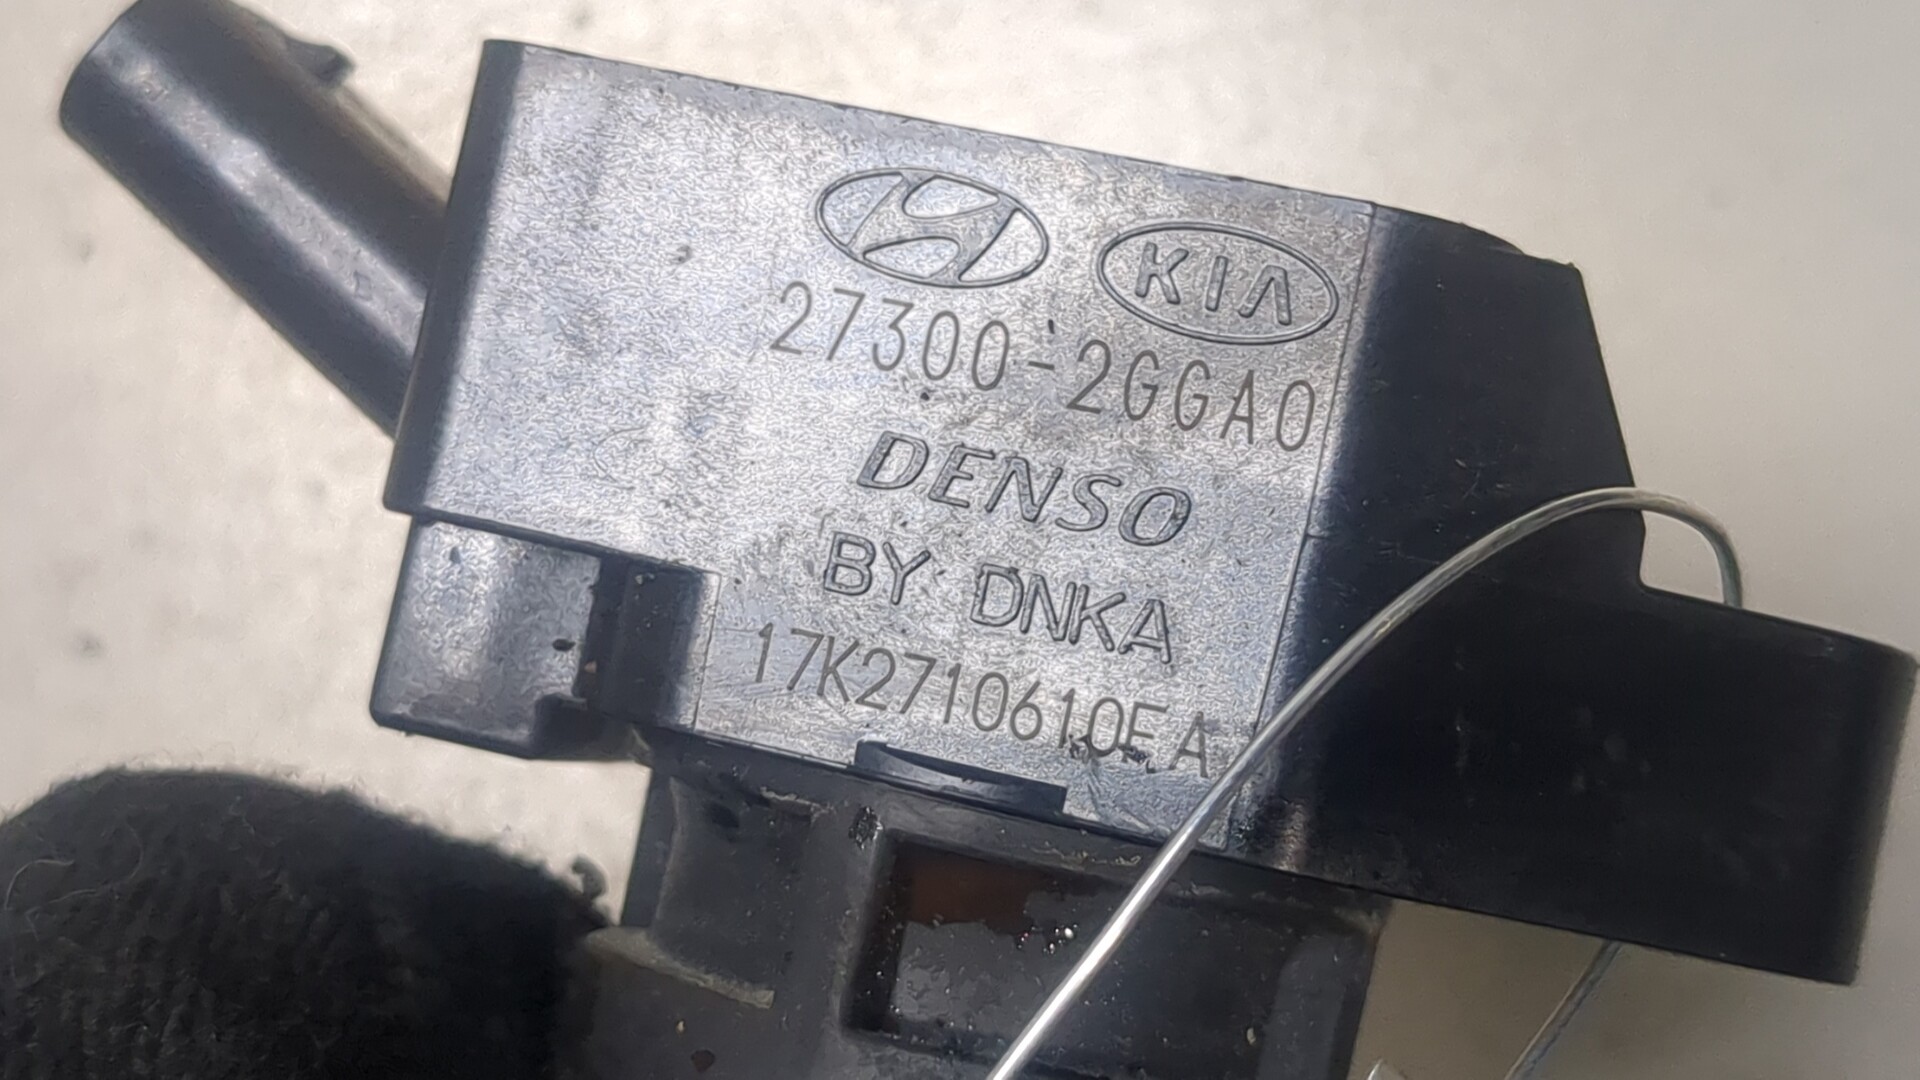 KIA
27300-2GGA0
DENSO
BY DNKA
17K2710610EA